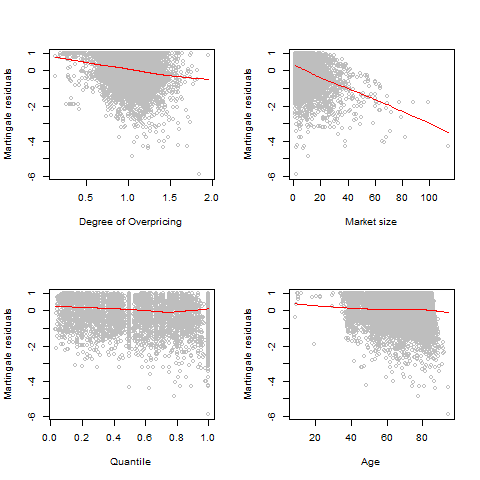 Martingale residuals
1
0
-2
-4
-6
0.5 1.0 1.5 2.0
Degree of Overpricing
Martingale residuals
1
0
-2
-4
-6
0 20 40 60 80 100
Market size
Martingale residuals
1
0
-2
-4
-6
0.0 0.2 0.4 0.6 0.8 1.0
Quantile
Martingale residuals
1
0
-2
-4
-6
20 40 60 80
Age